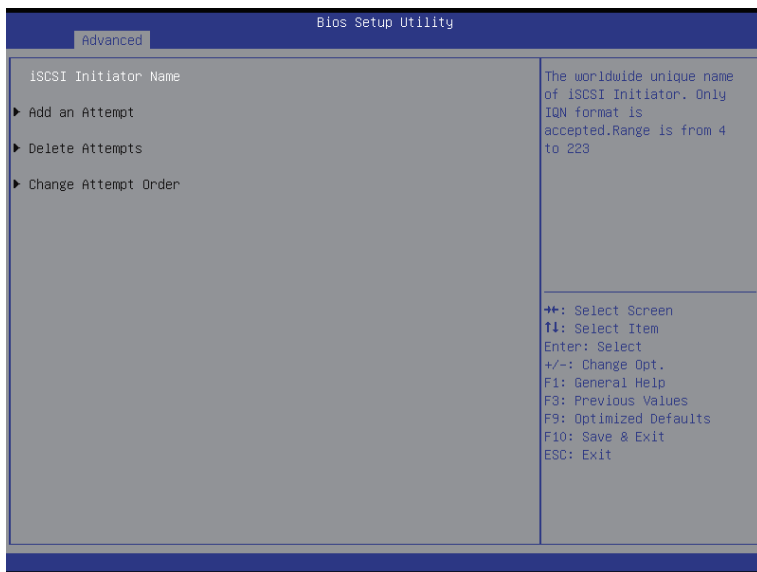 Bios Setup Utility
Advanced
iSCSI Initiator Name
Add an Attempt
Delete Attempts
Change Attempt Order
The worldwide unique name
of iSCSI Initiator. Only
IQN format is
accepted.Range is from 4
to 223
→←: Select Screen
↑↓: Select Item
Enter: Select
+/-: Change Opt.
F1: General Help
F3: Previous Values
F9: Optimized Defaults
F10: Save & Exit
ESC: Exit